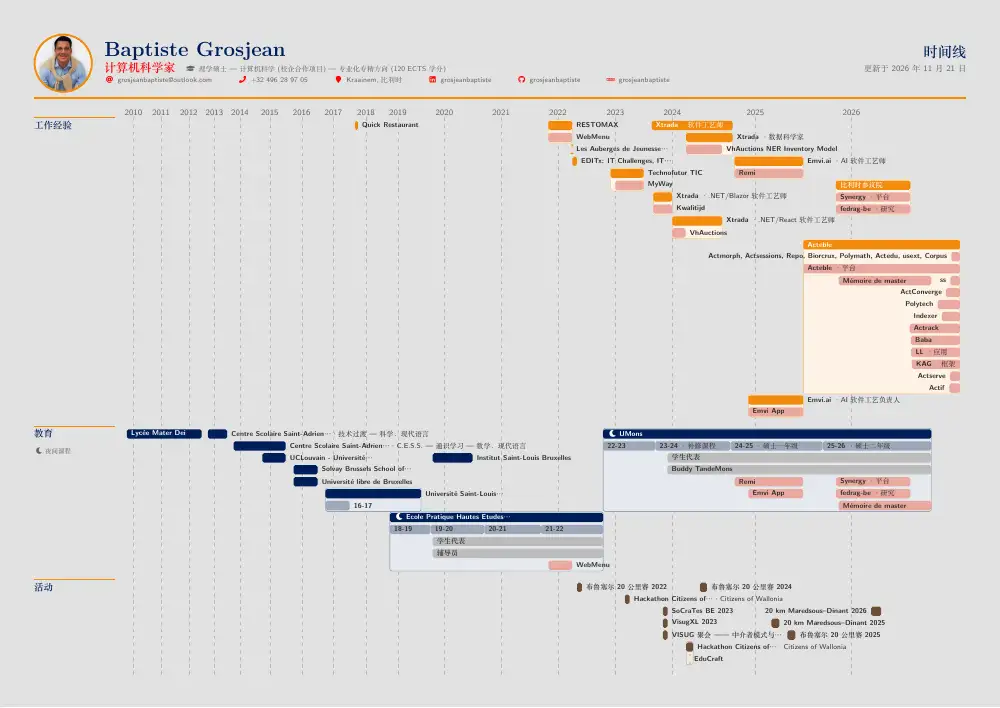 Baptiste Grosjean
时间线
计算机科学家 理学硕士 — 计算机科学 (校企合作项目) — 专业化专精方向 (120 ECTS 学分)
更新于 2026 年 11 月 21 日
grosjeanbaptiste@outlook.com +32 496 28 97 05 Kraainem, 比利时 grosjeanbaptiste grosjeanbaptiste grosjeanbaptiste
2010 2011 2012 2013 2014 2015 2016 2017 2018 2019 2020 2021 2022 2023 2024 2025 2026
工作经验
Quick Restaurant
RESTOMAX
Xtrada · 软件工艺师
WebMenu
Xtrada · 数据科学家
Les Auberges de Jeunesse…
VhAuctions NER Inventory Model
EDITx: IT Challenges, IT…
Emvi.ai · AI 软件工艺师
Technofutur TIC
Remi
MyWay
比利时参议院
Xtrada · .NET/Blazor 软件工艺师
Synergy · 平台
Kwalitijd
fedrag-be · 研究
Xtrada · .NET/React 软件工艺师
VhAuctions
Acteble
Actmorph, Actsessions, Repo, Biorcrux, Polymath, Actedu, usext, Corpus
Acteble · 平台
Mémoire de master
ss
ActConverge
Polytech
Indexer
Actrack
Baba
LL · 应用
KAG · 框架
Actserve
Actif
Emvi.ai · AI 软件工艺负责人
Emvi App
教育
夜间课程
Lycée Mater Dei
Centre Scolaire Saint-Adrien… · 技术过渡 — 科学、现代语言
UMons
Centre Scolaire Saint-Adrien… · C.E.S.S. — 通识学习 — 数学、现代语言
22-23 23-24 · 补修课程 24-25 · 硕士一年级 25-26 · 硕士二年级
UCLouvain - Université…
Institut Saint-Louis Bruxelles
学生代表
Solvay Brussels School of…
Buddy TandeMons
Université libre de Bruxelles
Remi
Synergy · 平台
Université Saint-Louis…
Emvi App
fedrag-be · 研究
16-17
Mémoire de master
Ecole Pratique Hautes Etudes…
18-19 19-20 20-21 21-22
学生代表
辅导员
WebMenu
活动
布鲁塞尔 20 公里赛 2022
布鲁塞尔 20 公里赛 2024
Hackathon Citizens of… · Citizens of Wallonia
SoCraTes BE 2023
20 km Maredsous–Dinant 2026
VisugXL 2023
20 km Maredsous–Dinant 2025
VISUG 聚会 —— 中介者模式与…
布鲁塞尔 20 公里赛 2025
Hackathon Citizens of… · Citizens of Wallonia
EduCraft